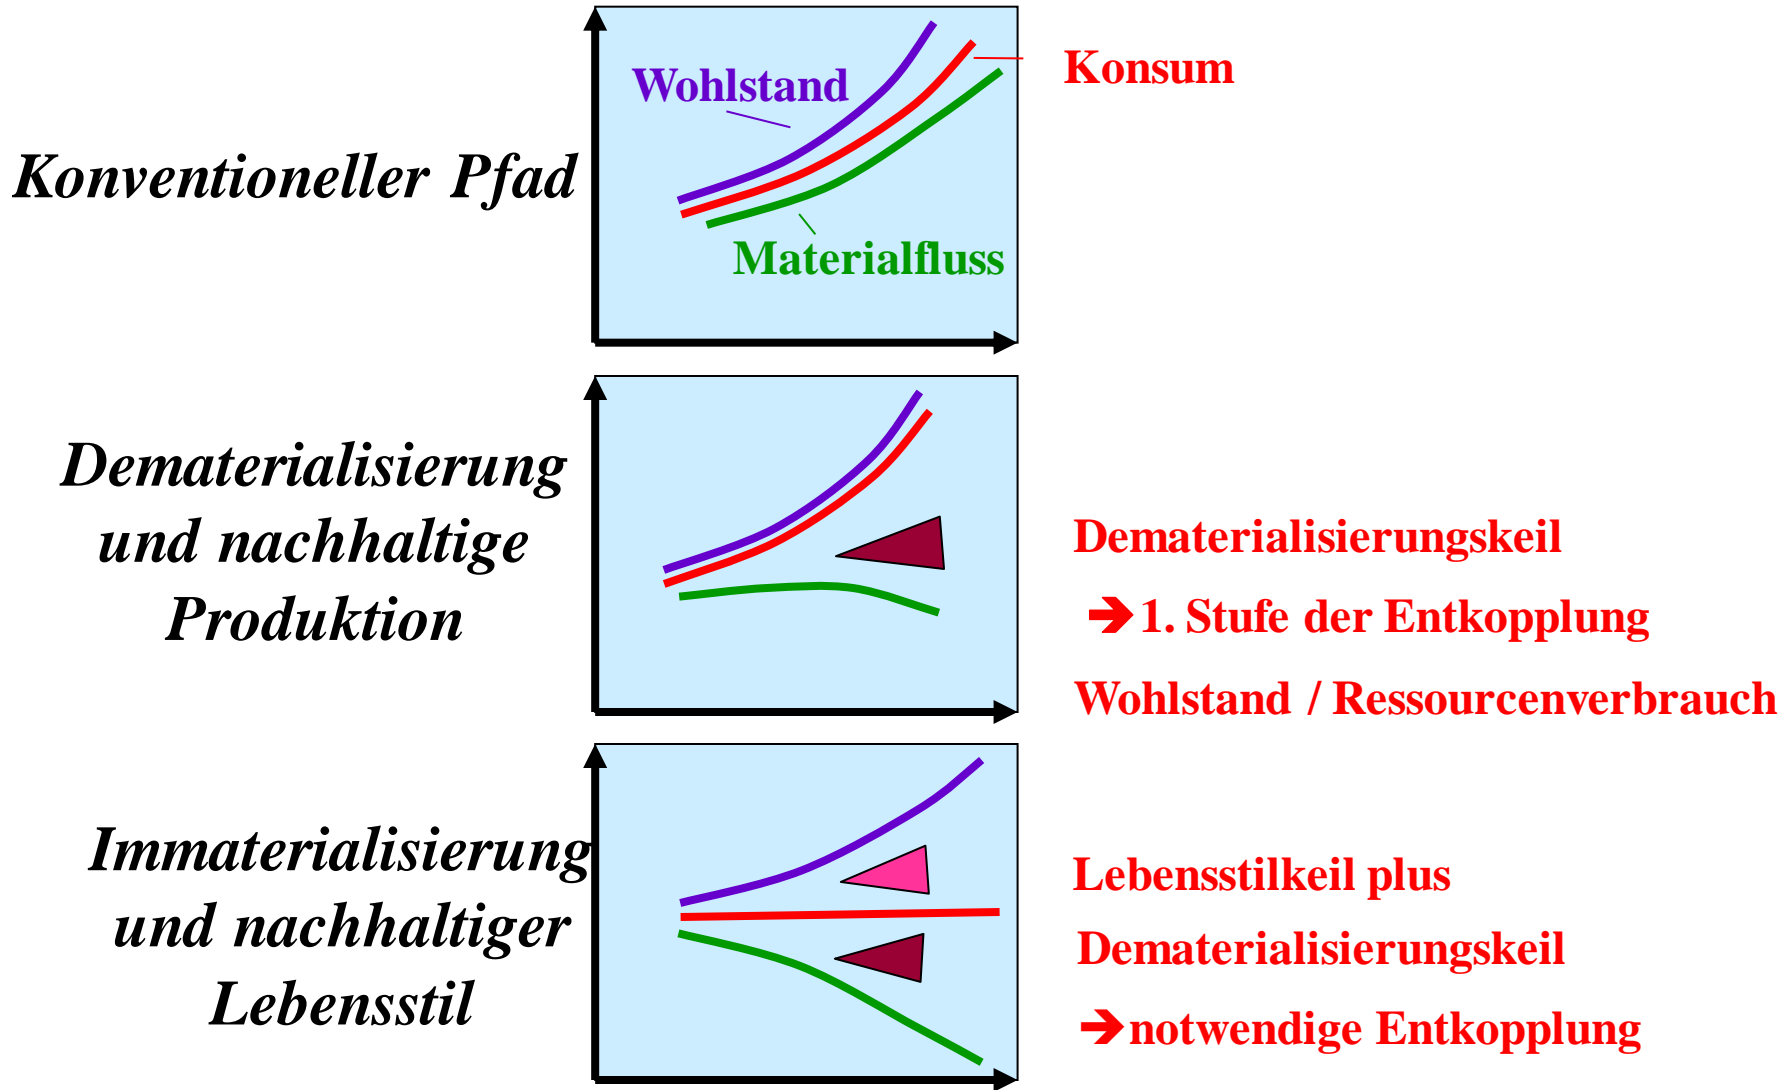 Wohlstand
Konsum
Konventioneller Pfad
Materialfluss
Dematerialisierung
und nachhaltige
Produktion
Dematerialisierungskeil
➔1. Stufe der Entkopplung
Wohlstand / Ressourcenverbrauch
Immaterialisierung
und nachhaltiger
Lebensstil
Lebensstilkeil plus
Dematerialisierungskeil
➔notwendige Entkopplung